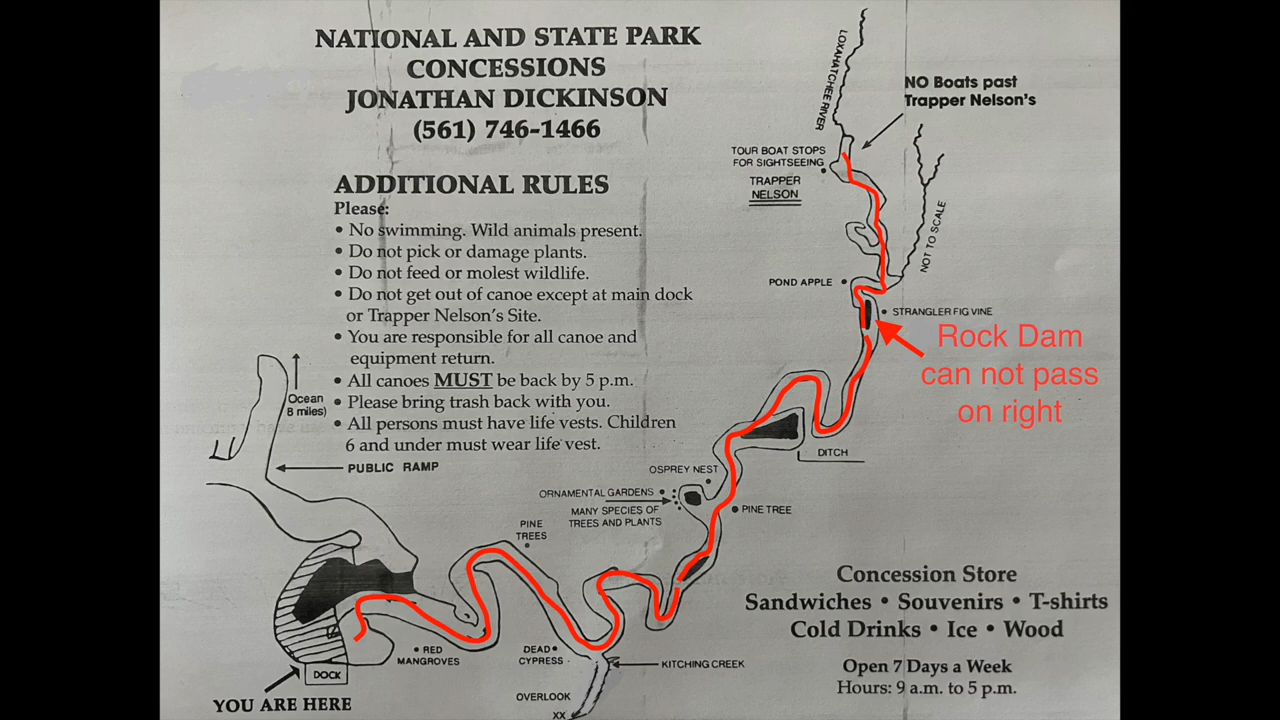 NATIONAL AND STATE PARK
CONCESSIONS
JONATHAN DICKINSON
(561) 746-1466
ADDITIONAL RULES
Please:
• No swimming. Wild animals present.
• Do not pick or damage plants.
• Do not feed or molest wildlife.
• Do not get out of canoe except at main dock
or Trapper Nelson's Site.
• You are responsible for all canoe and
equipment return.
• All canoes MUST be back by 5 p.m.
• Please bring trash back with you.
• All persons must have life vests. Children
6 and under must wear life vest.
LOXAHATCHEE RIVER
NO Boats past
Trapper Nelson's
TOUR BOAT STOPS
FOR SIGHTSEEING
TRAPPER
NELSON
NOT TO SCALE
POND APPLE
STRANGLER FIG VINE
Rock Dam
can not pass
on right
DITCH
Ocean
8 miles)
PUBLIC RAMP
OSPREY NEST
ORNAMENTAL GARDENS
MANY SPECIES OF
TREES AND PLANTS
PINE TREE
PINE
TREES
RED
MANGROVES
DEAD
CYPRESS
KITCHING CREEK
OVERLOOK
XX
DOCK
YOU ARE HERE
Concession Store
Sandwiches • Souvenirs • T-shirts
Cold Drinks • Ice • Wood
Open 7 Days a Week
Hours: 9 a.m. to 5 p.m.